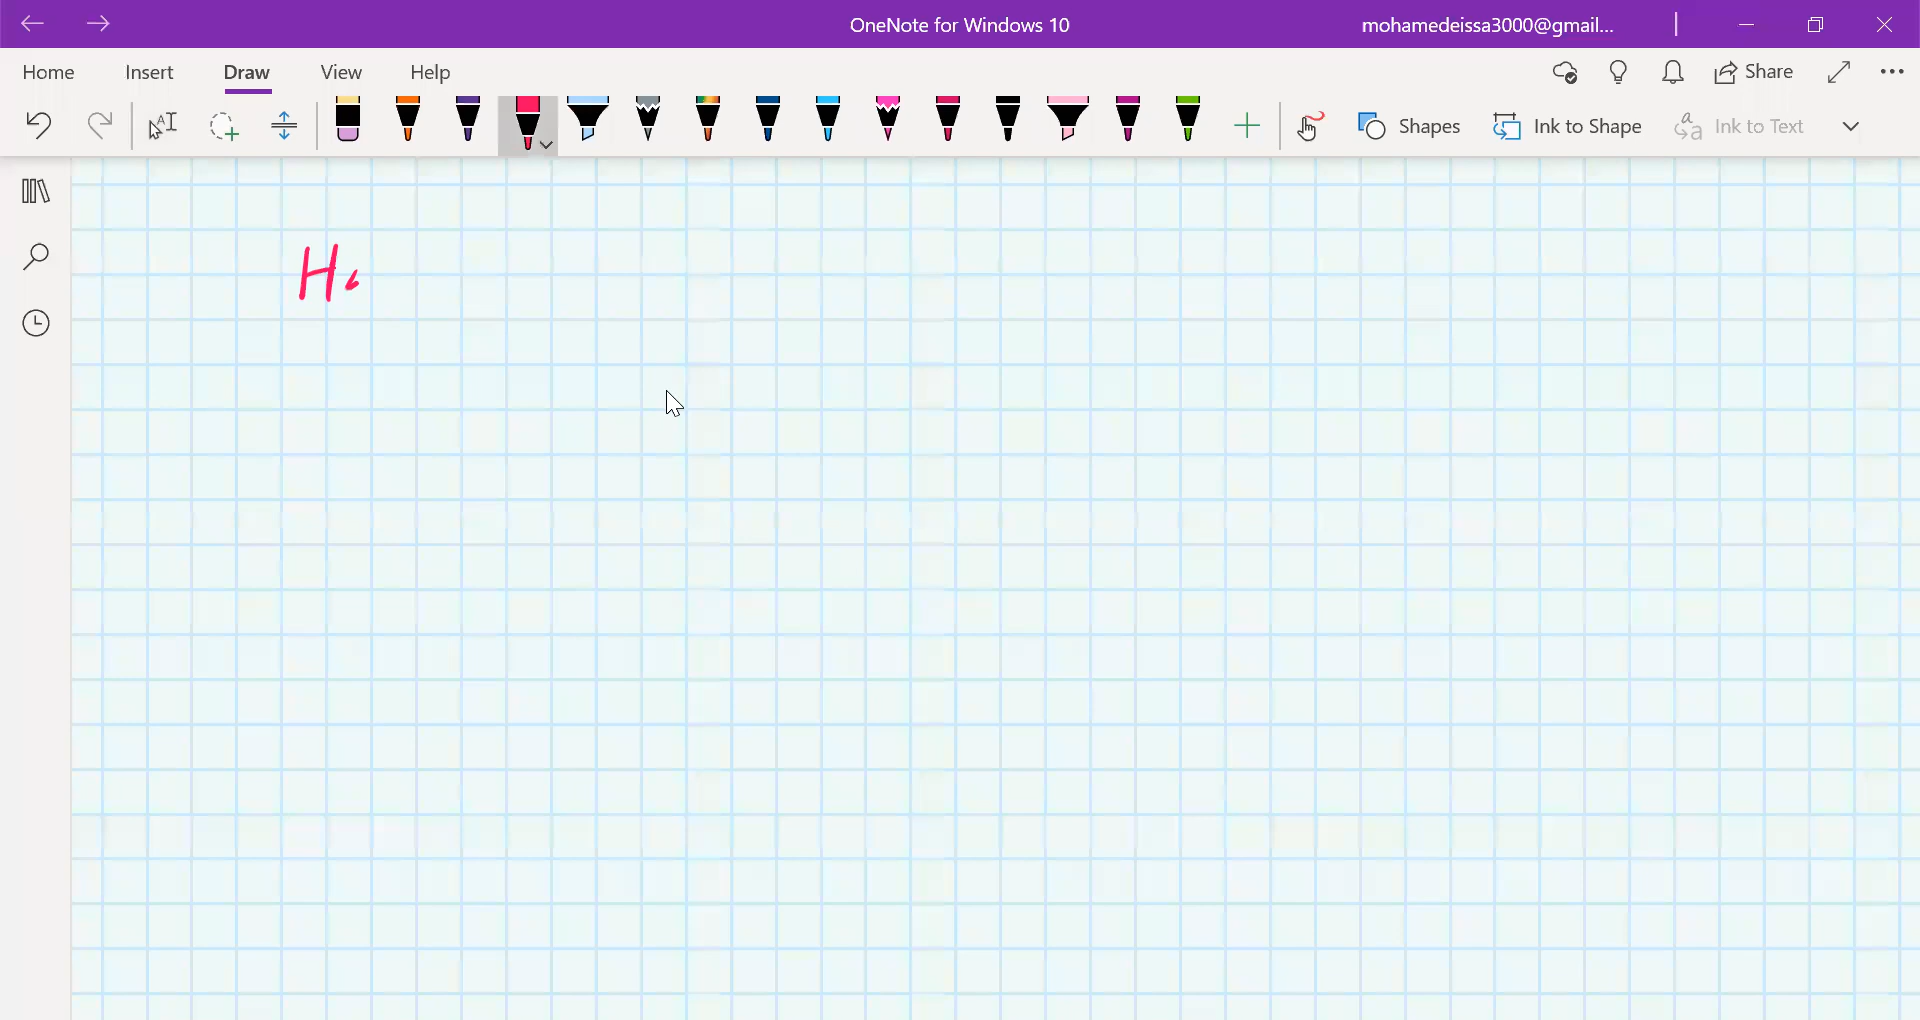 OneNote for Windows 10
mohamedeissa3000@gmail...
Home Insert Draw View Help
Share
Shapes Ink to Shape Ink to Text